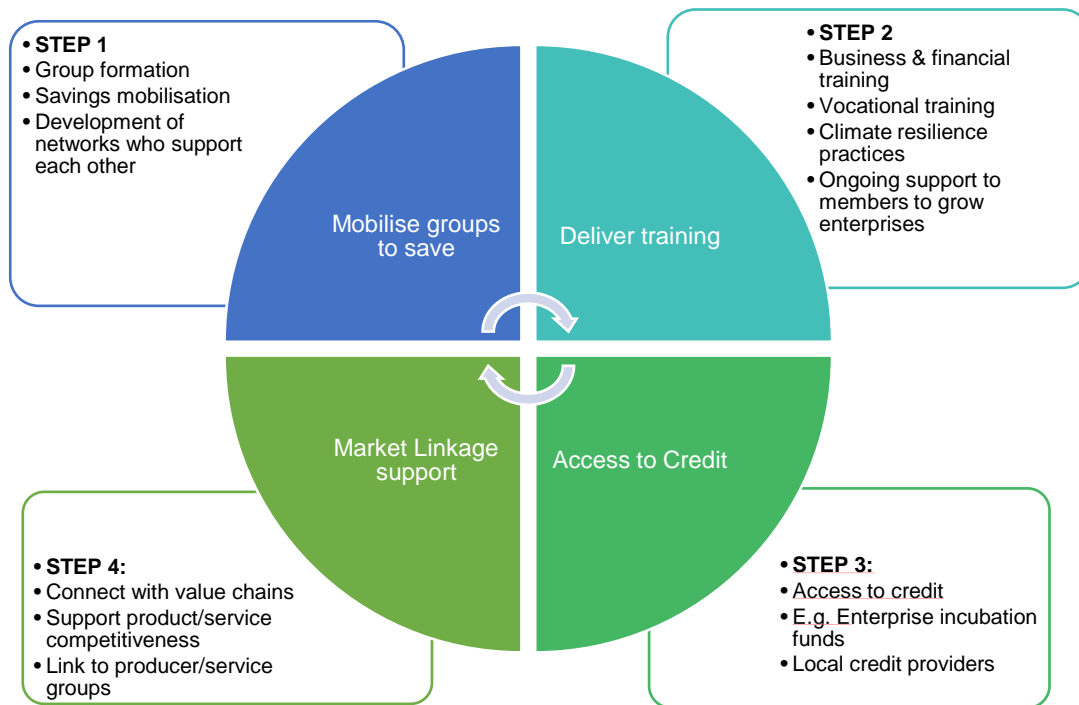 • STEP 1
• Group formation
• Savings mobilisation
• Development of
networks who support
each other
• STEP 2
• Business & financial
training
• Vocational training
• Climate resilience
practices
• Ongoing support to
members to grow
enterprises
Mobilise groups
to save
Deliver training
Market Linkage
support
Access to Credit
• STEP 4:
• Connect with value chains
• Support product/service
competitiveness
• Link to producer/service
groups
• STEP 3:
• Access to credit
• E.g. Enterprise incubation
funds
• Local credit providers